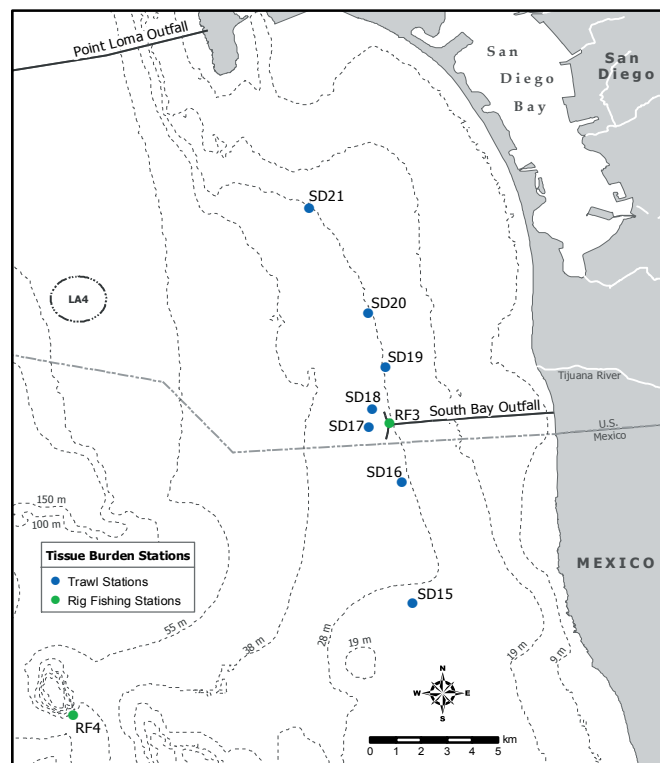 Point Loma Outfall
San
Diego
Bay
San
Diego
SD21
LA4
SD20
SD19
Tijuana River
SD18
RF3
South Bay Outfall
SD17
U.S.
Mexico
SD16
150 m
100 m
Tissue Burden Stations
Trawl Stations
Rig Fishing Stations
MEXICO
SD15
55 m
38 m
28 m
19 m
19 m
9 m
N
W
E
S
RF4
km
0 1 2 3 4 5